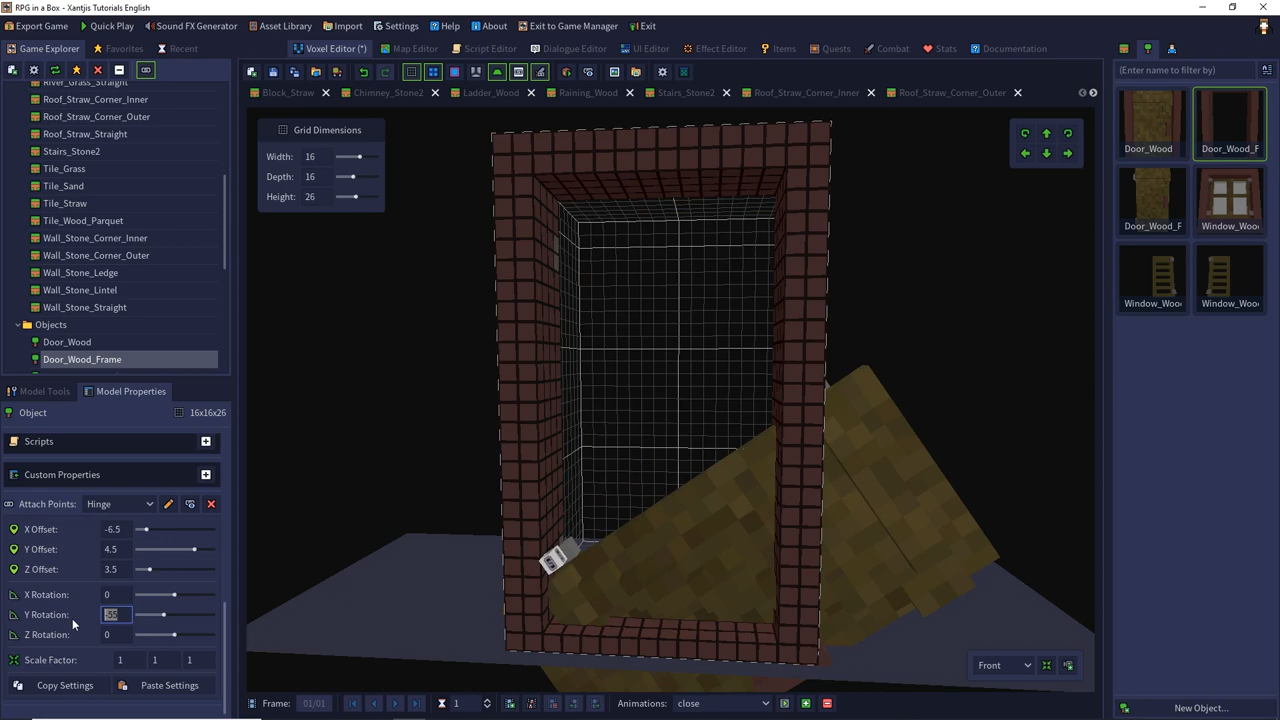 RPG in a Box - Xantjis Tutorials English
Export Game
Quick Play
Sound FX Generator
Asset Library
Import
Settings
Help
About
Exit to Game Manager
Exit
Game Explorer
Favorites
Recent
Voxel Editor (*)
Map Editor
Script Editor
Dialogue Editor
UI Editor
Effect Editor
Items
Quests
Combat
Stats
Documentation
Block_Straw
Chimney_Stone2
Ladder_Wood
Raining_Wood
Stairs_Stone2
Roof_Straw_Corner_Inner
Roof_Straw_Corner_Outer
River_Grass_Straight
Roof_Straw_Corner_Inner
Roof_Straw_Corner_Outer
Roof_Straw_Straight
Stairs_Stone2
Tile_Grass
Tile_Sand
Tile_Straw
Tile_Wood_Parquet
Wall_Stone_Corner_Inner
Wall_Stone_Corner_Outer
Wall_Stone_Ledge
Wall_Stone_Lintel
Wall_Stone_Straight
Objects
Door_Wood
Door_Wood_Frame
Model Tools
Model Properties
Object
16x16x26
Scripts
Custom Properties
Attach Points: Hinge
X Offset: -6.5
Y Offset: 4.5
Z Offset: 3.5
X Rotation: 0
Y Rotation:
Z Rotation: 0
Scale Factor: 1 1 1
Copy Settings
Paste Settings
Grid Dimensions
Width: 16
Depth: 16
Height: 26
Front
Frame: 01/01
1
Animations: close
(Enter name to filter by)
Door_Wood
Door_Wood_F
Door_Wood_F
Window_Woo
Window_Woo
Window_Woo
New Object...